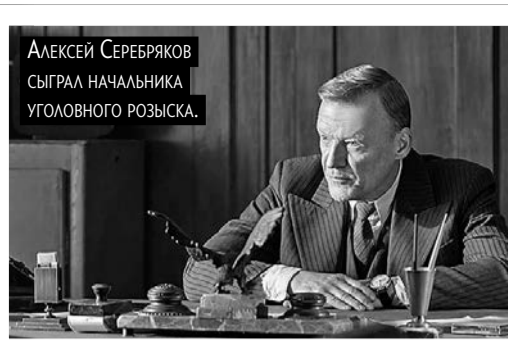 Алексей Серебряков
сыграл начальника
уголовного розыска.